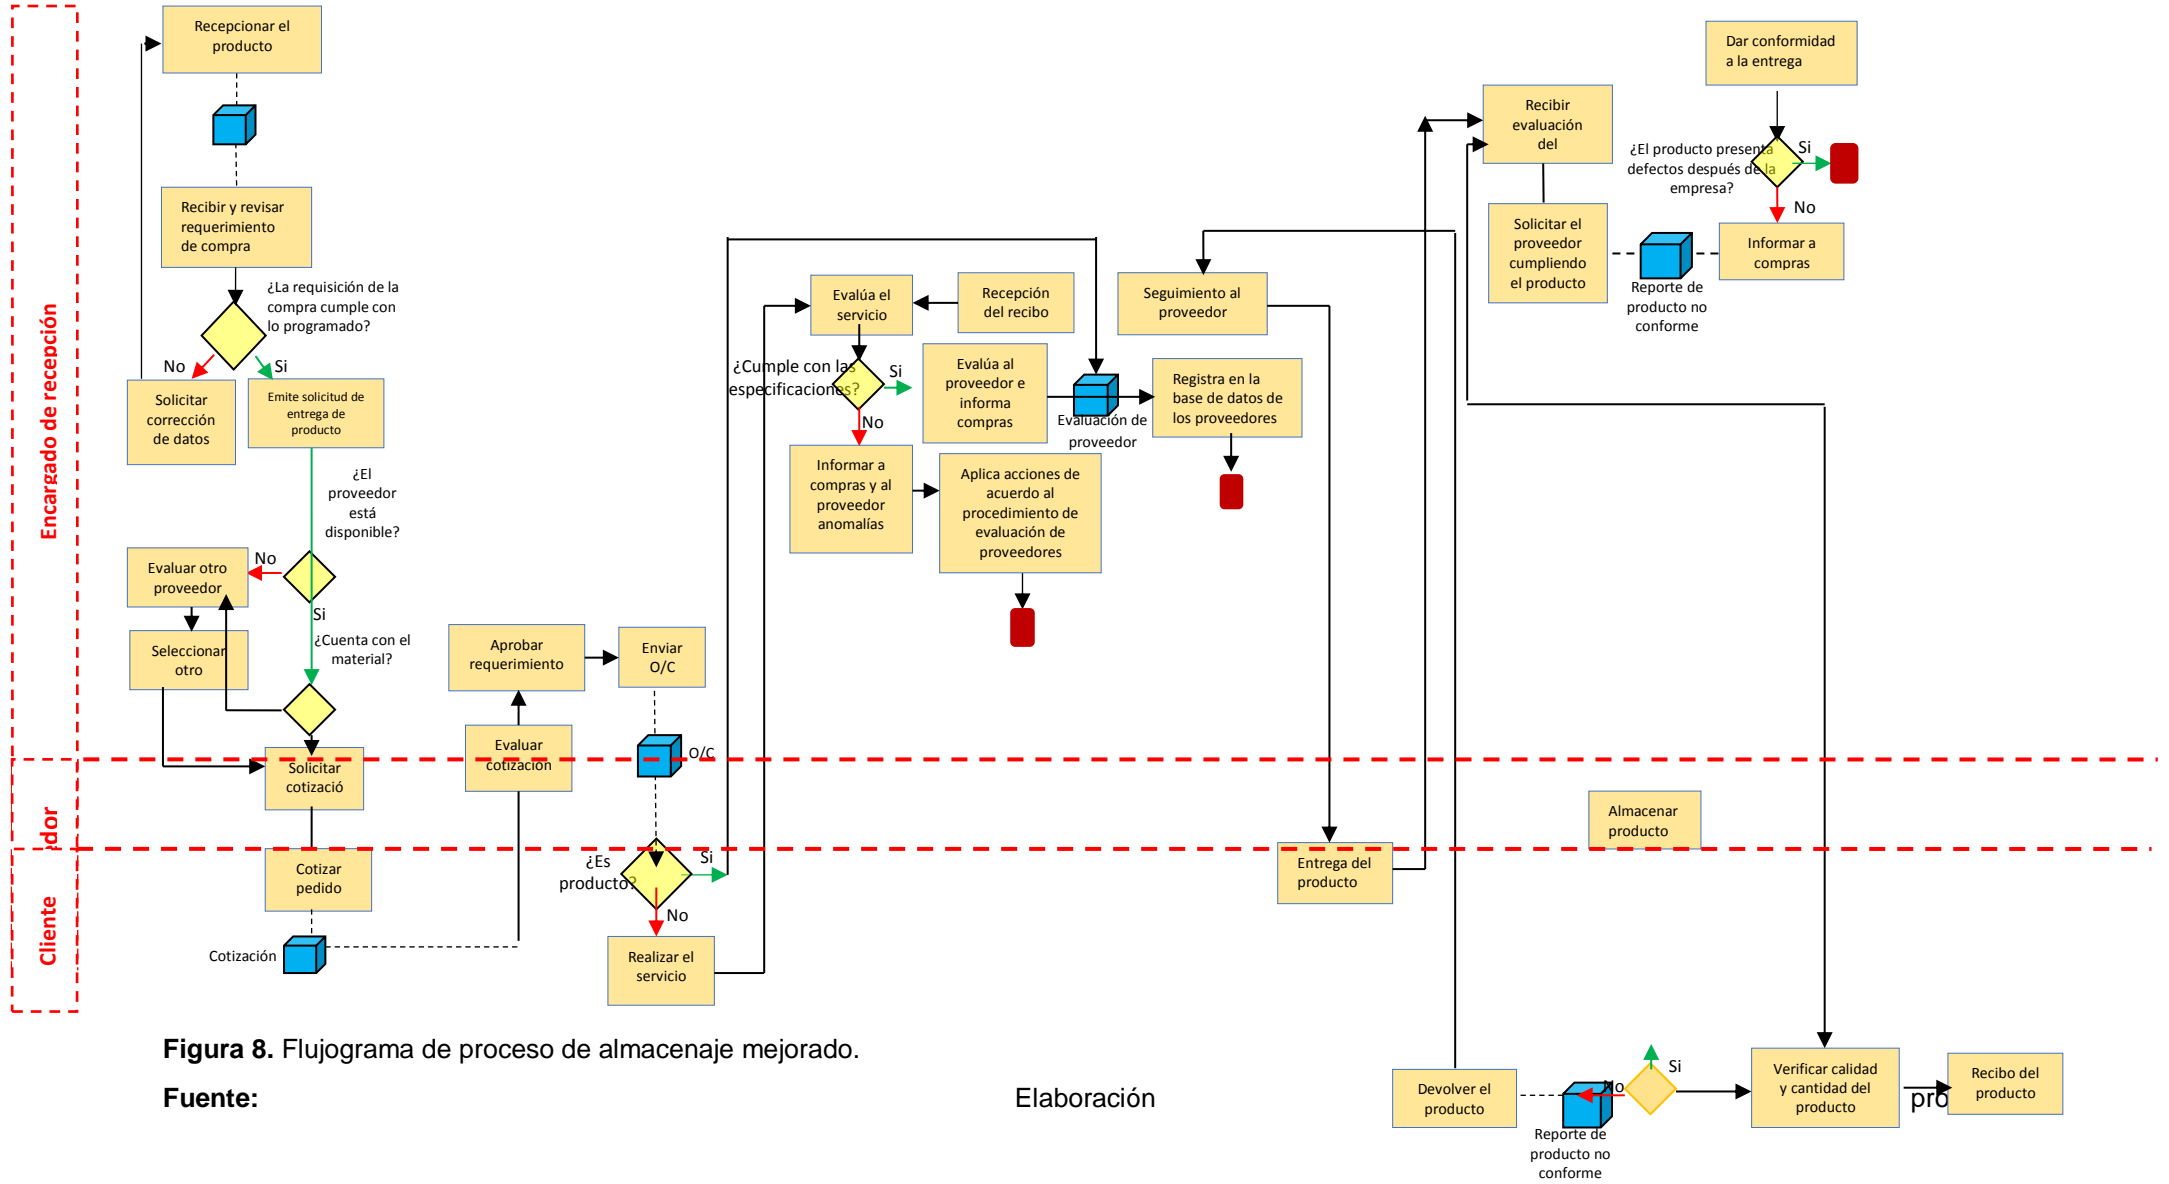 Encargado de recepción
edor
Cliente
Recepcionar el
producto
Recibir y revisar
requerimiento
de compra
¿La requisición de la
compra cumple con
lo programado?
No
Si
Solicitar
corrección
de datos
Emite solicitud de
entrega de
producto
¿El
proveedor
está
disponible?
No
Evaluar otro
proveedor
Si
¿Cuenta con el
material?
Seleccionar
otro
Solicitar
cotizació
Cotizar
pedido
Cotización
Aprobar
requerimiento
Evaluar
cotización
Enviar
O/C
O/C
¿Es
producto?
Si
No
Realizar el
servicio
Evalúa el
servicio
Recepción
del recibo
¿Cumple con las
especificaciones?
Si
No
Evalúa al
proveedor e
informa
compras
Evaluación de
proveedor
Registra en la
base de datos de
los proveedores
Informar a
compras y al
proveedor
anomalías
Aplica acciones de
acuerdo al
procedimiento de
evaluación de
proveedores
Seguimiento al
proveedor
Entrega del
producto
Recibir
evaluación
del
Solicitar el
proveedor
cumpliendo
el producto
Reporte de
producto no
conforme
Dar conformidad
a la entrega
¿El producto presenta
defectos después de la
empresa?
Si
No
Informar a
compras
Almacenar
producto
Devolver el
producto
Reporte de
producto no
conforme
No
Si
Verificar calidad
y cantidad del
producto
Recibo del
producto
Figura 8. Flujograma de proceso de almacenaje mejorado.
Fuente: Elaboración pro